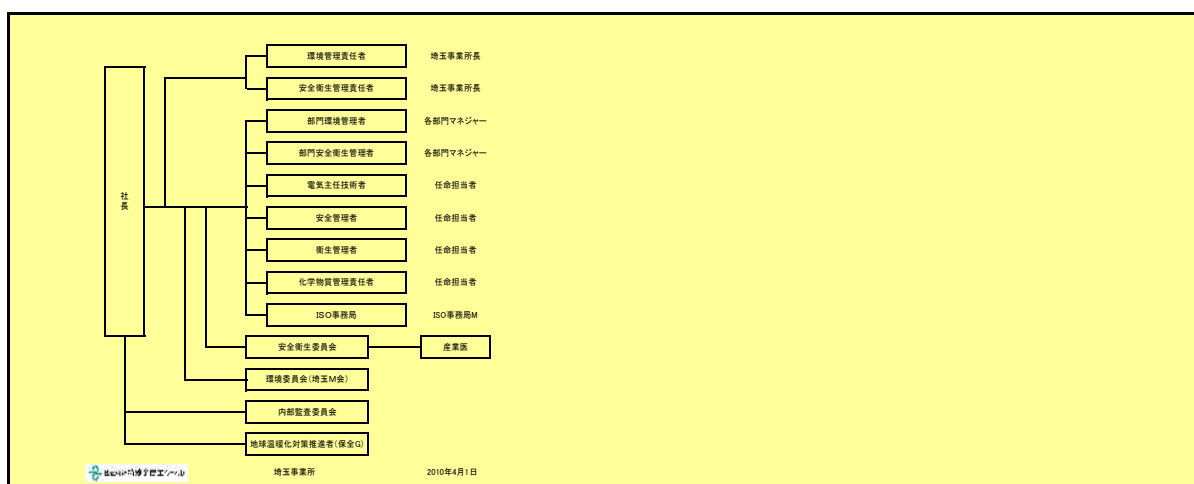 環境管理責任者 埼玉事業所長
安全衛生管理責任者 埼玉事業所長
部門環境管理者 各部門マネジャー
部門安全衛生管理者 各部門マネジャー
電気主任技術者 任命担当者
社長
安全管理者 任命担当者
衛生管理者 任命担当者
化学物質管理責任者 任命担当者
ISO事務局 ISO事務局M
安全衛生委員会 産業医
環境委員会(埼玉M会)
内部監査委員会
地球温暖化対策推進者(保全G)
埼玉事業所 2010年4月1日